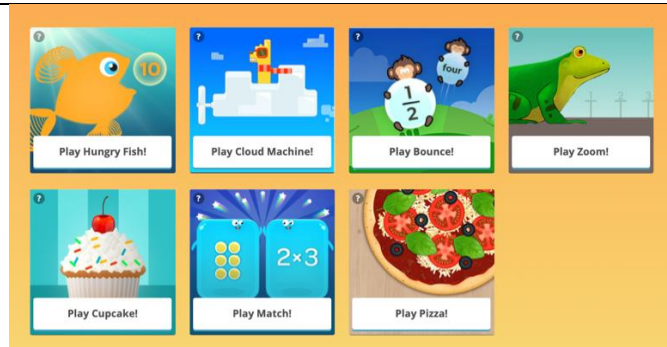 ?
10
Play Hungry Fish!
?
Play Cloud Machine!
?
four
1
2
Play Bounce!
?
1 2 3
Play Zoom!
?
Play Cupcake!
?
2×3
Play Match!
?
Play Pizza!